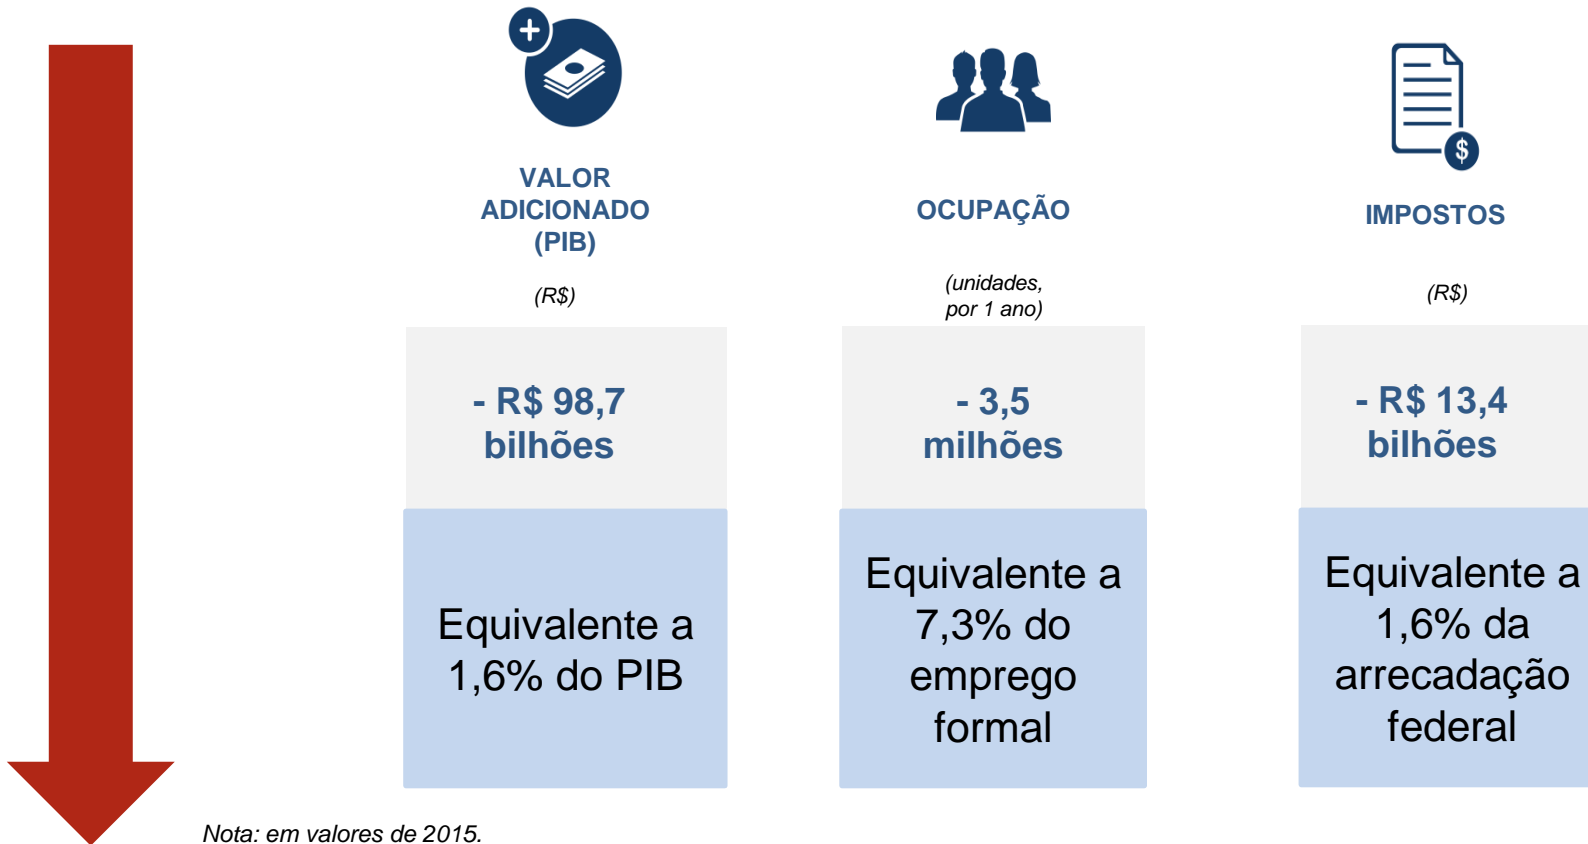 VALOR
ADICIONADO
(PIB)
(R$)
- R$ 98,7
bilhões
Equivalente a
1,6% do PIB
OCUPAÇÃO
(unidades,
por 1 ano)
- 3,5
milhões
Equivalente a
7,3% do
emprego
formal
$
IMPOSTOS
(R$)
- R$ 13,4
bilhões
Equivalente a
1,6% da
arrecadação
federal
Nota: em valores de 2015.